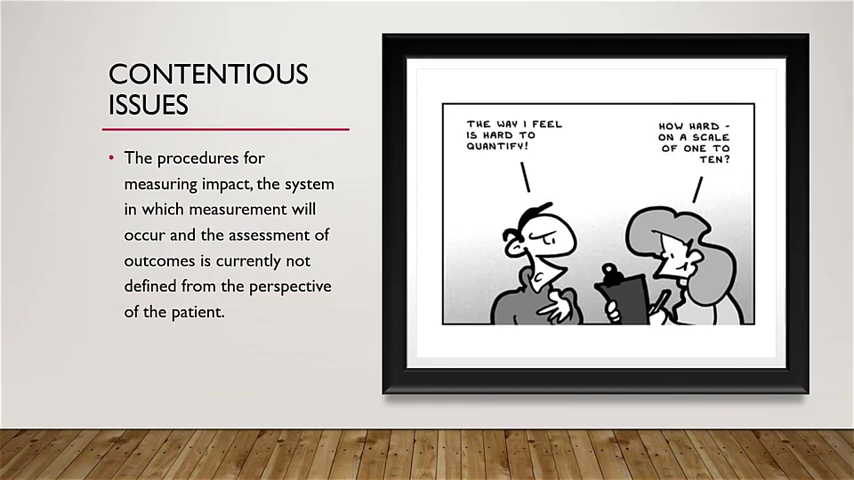 CONTENTIOUS
ISSUES
• The procedures for
measuring impact, the system
in which measurement will
occur and the assessment of
outcomes is currently not
defined from the perspective
of the patient.
THE WAY I FEEL
IS HARD TO
QUANTIFY!
HOW HARD -
ON A SCALE
OF ONE TO
TEN?